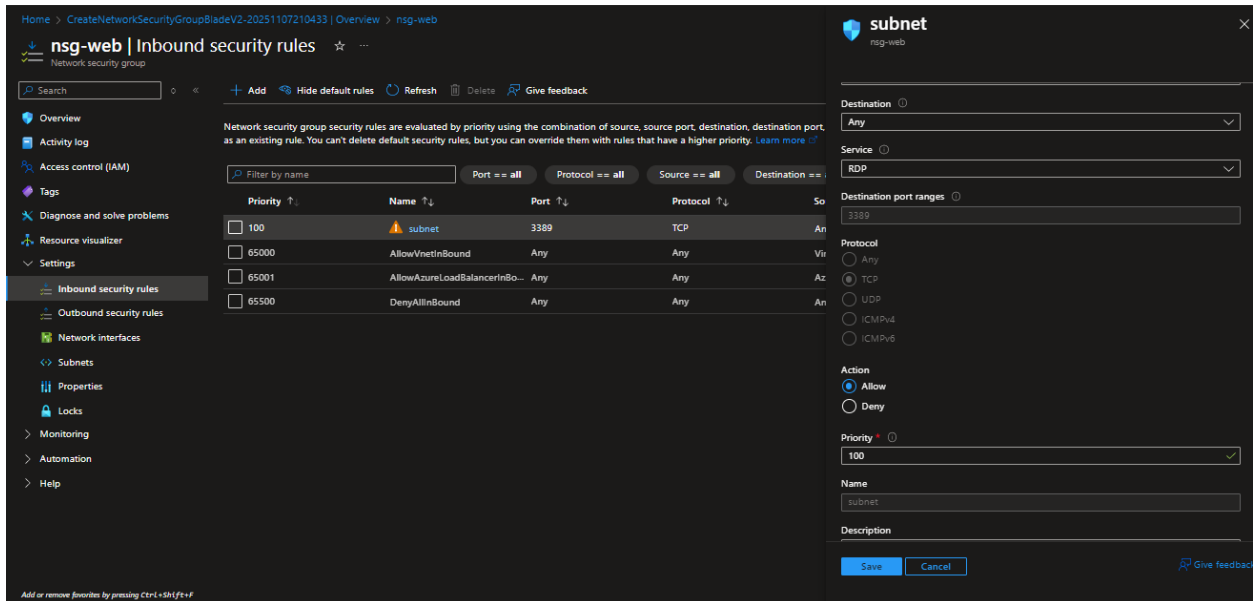 Home > CreateNetworkSecurityGroupBladeV2-20251107210433 | Overview > nsg-web
nsg-web | Inbound security rules
Network security group
Search
Overview
Activity log
Access control (IAM)
Tags
Diagnose and solve problems
Resource visualizer
Settings
Inbound security rules
Outbound security rules
Network interfaces
Subnets
Properties
Locks
Monitoring
Automation
Help
Add or remove favorites by pressing Ctrl+Shift+F
Add Hide default rules Refresh Delete Give feedback
Network security group security rules are evaluated by priority using the combination of source, source port, destination, destination port,
as an existing rule. You can't delete default security rules, but you can override them with rules that have a higher priority. Learn more
Filter by name Port == all Protocol == all Source == all Destination ==
Priority Name Port Protocol So
100 subnet 3389 TCP An
65000 AllowVnetInBound Any Any Vir
65001 AllowAzureLoadBalancerInBo... Any Any Az
65500 DenyAllInBound Any Any An
subnet
nsg-web
Destination
Any
Service
RDP
Destination port ranges
3389
Protocol
Any
TCP
UDP
ICMPv4
ICMPv6
Action
Allow
Deny
Priority *
100
Name
subnet
Description
Save Cancel Give feedback